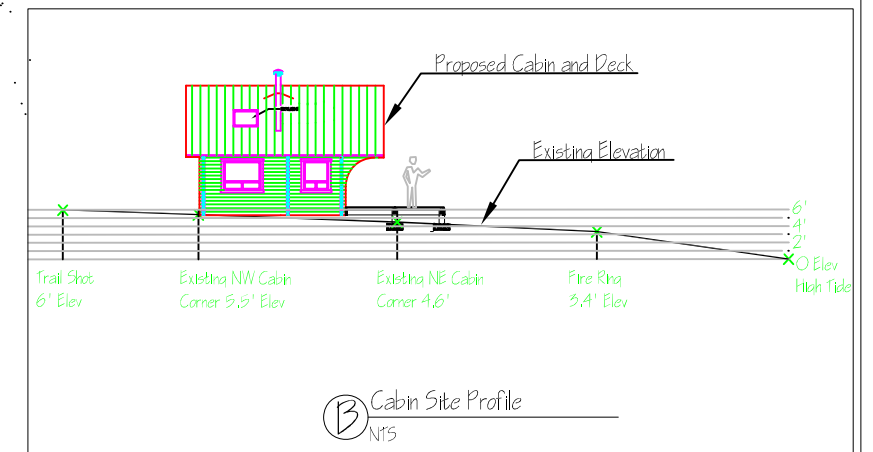 Proposed Cabin and Deck
Existing Elevation
6'
4'
2'
0 Elev
High Tide
Trail Shot
6' Elev
Existing NW Cabin
Corner 5.5' Elev
Existing NE Cabin
Corner 4.6'
Fire Ring
3.4' Elev
B
Cabin Site Profile
NTS